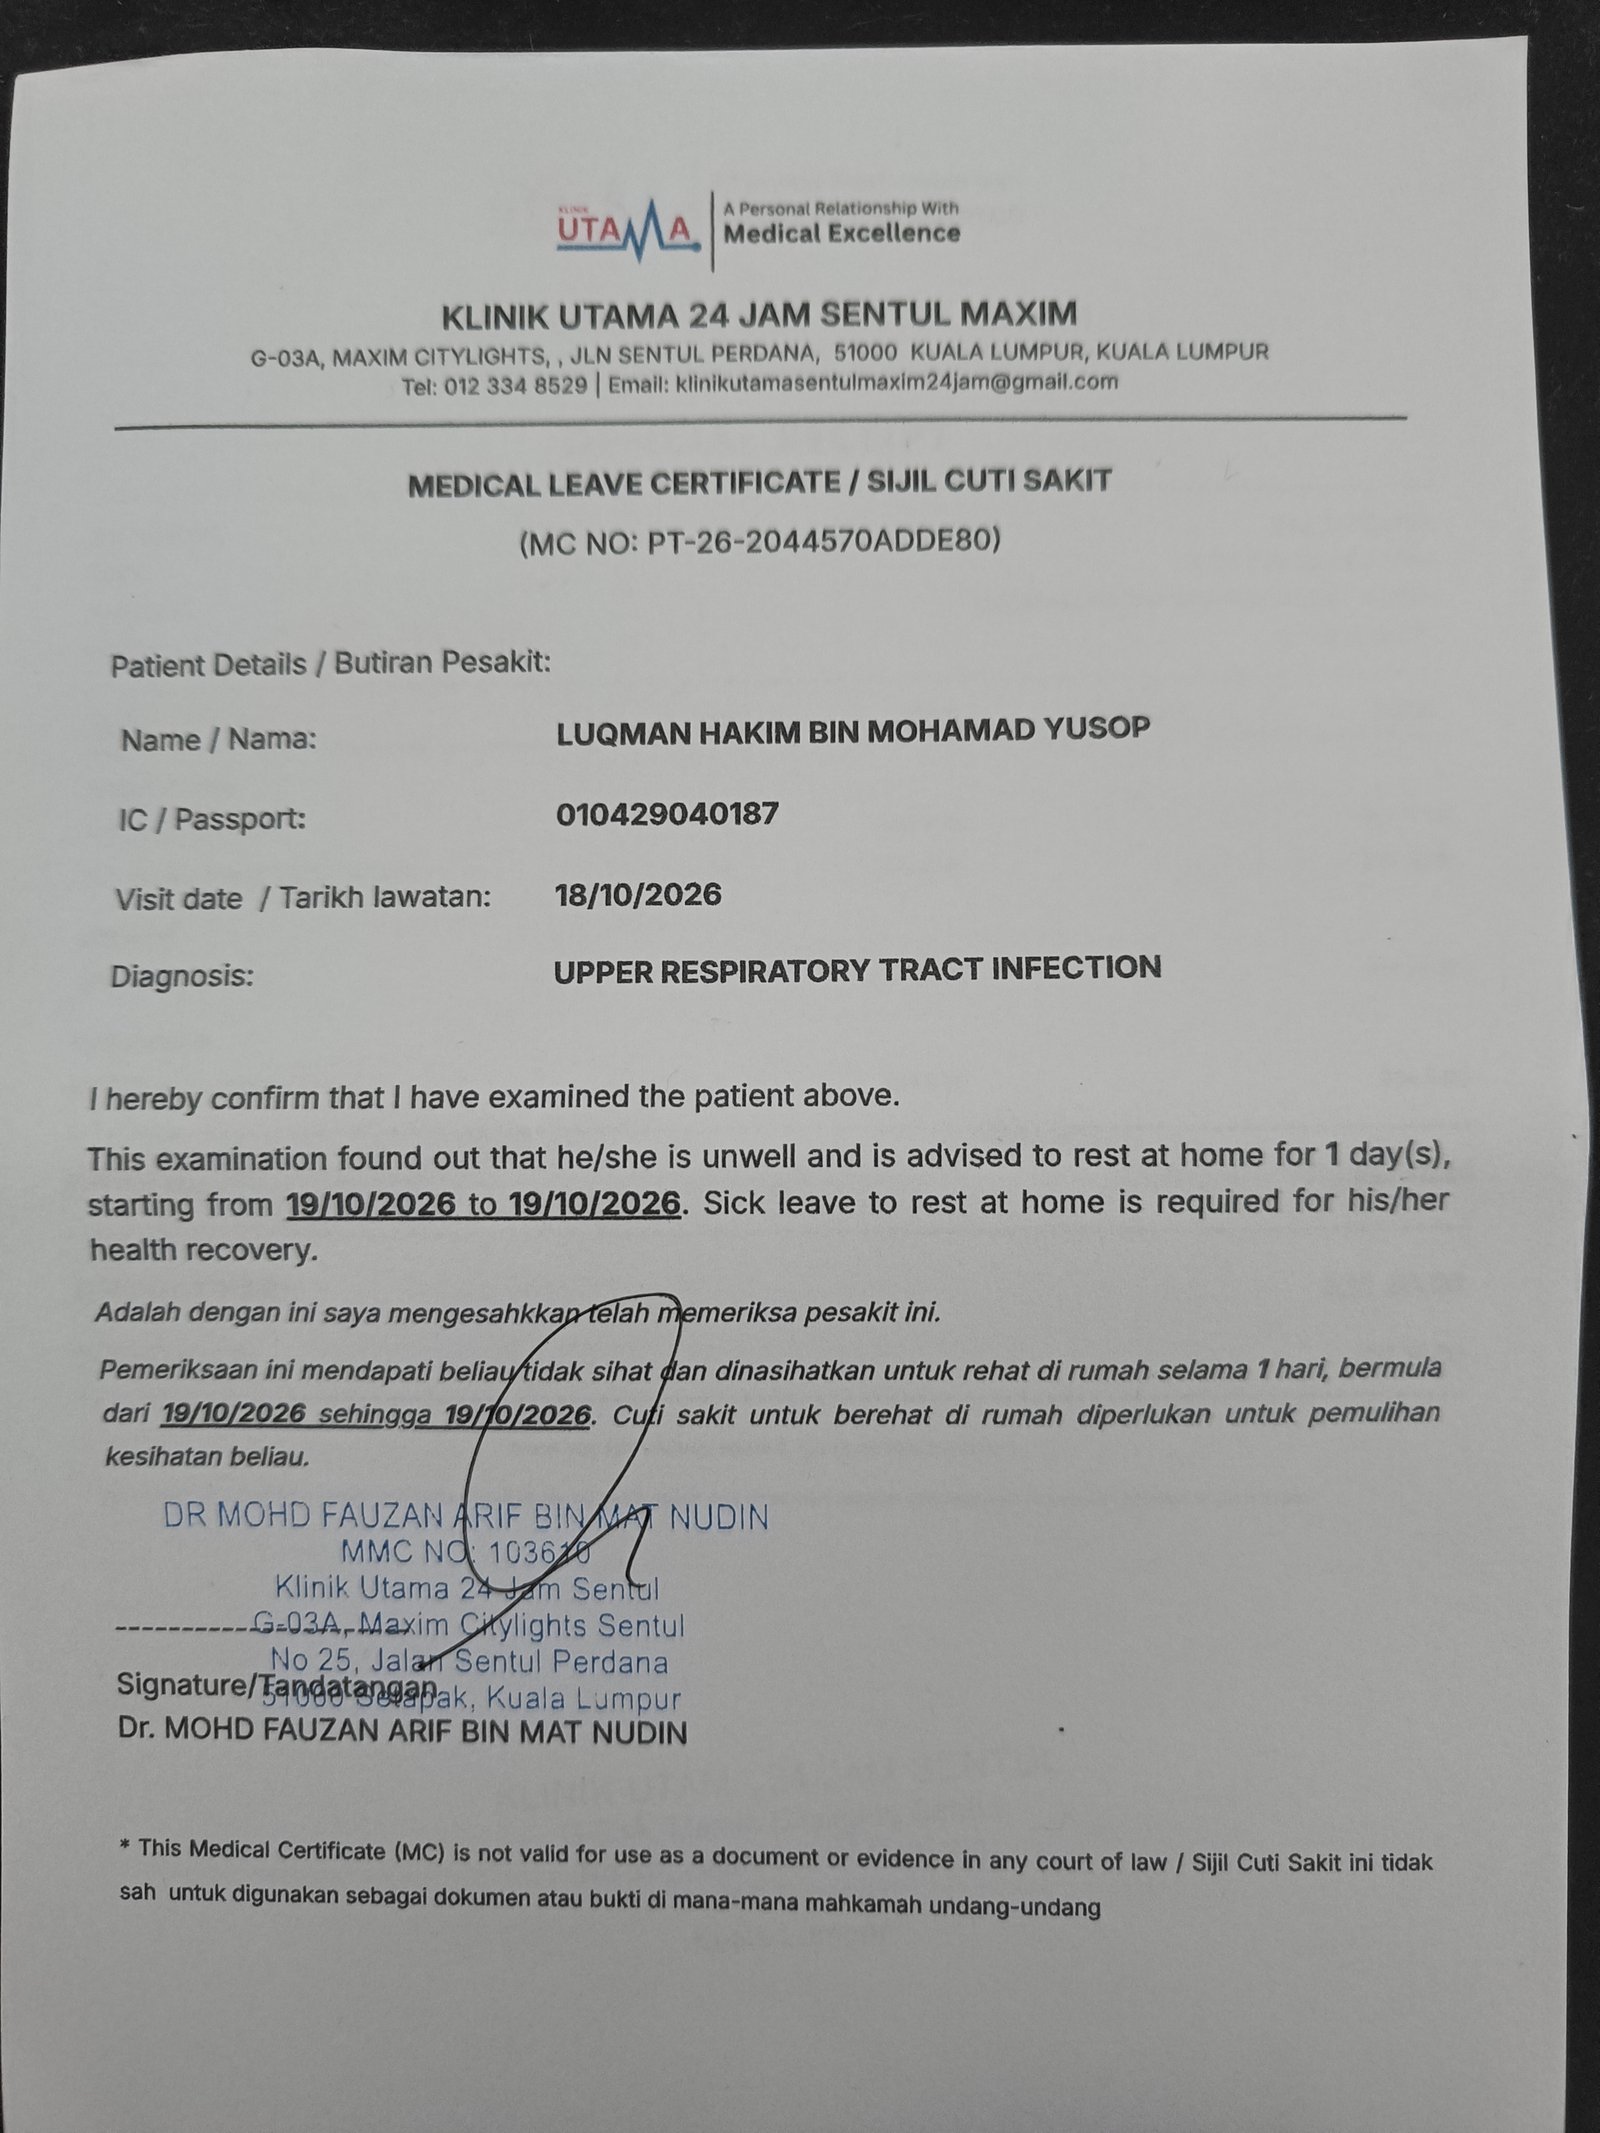 KLINIK
UTAMA
A Personal Relationship With
Medical Excellence
KLINIK UTAMA 24 JAM SENTUL MAXIM
G-03A, MAXIM CITYLIGHTS, , JLN SENTUL PERDANA, 51000 KUALA LUMPUR, KUALA LUMPUR
Tel: 012 334 8529 | Email: klinikutamasentulmaxim24jam@gmail.com
MEDICAL LEAVE CERTIFICATE / SIJIL CUTI SAKIT
(MC NO: PT-26-2044570ADDE80)
Patient Details / Butiran Pesakit:
Name / Nama: LUQMAN HAKIM BIN MOHAMAD YUSOP
IC / Passport: 010429040187
Visit date / Tarikh lawatan: 18/10/2026
Diagnosis: UPPER RESPIRATORY TRACT INFECTION
I hereby confirm that I have examined the patient above.
This examination found out that he/she is unwell and is advised to rest at home for 1 day(s),
starting from 19/10/2026 to 19/10/2026. Sick leave to rest at home is required for his/her
health recovery.
Adalah dengan ini saya mengesahkkan telah memeriksa pesakit ini.
Pemeriksaan ini mendapati beliau tidak sihat dan dinasihatkan untuk rehat di rumah selama 1 hari, bermula
dari 19/10/2026 sehingga 19/10/2026. Cuti sakit untuk berehat di rumah diperlukan untuk pemulihan
kesihatan beliau.
DR MOHD FAUZAN ARIF BIN MAT NUDIN
MMC NO: 103610
Klinik Utama 24 Jam Sentul
G-03A, Maxim Citylights Sentul
No 25, Jalan Sentul Perdana
51000 Setapak, Kuala Lumpur
Signature/Tandatangan
Dr. MOHD FAUZAN ARIF BIN MAT NUDIN
* This Medical Certificate (MC) is not valid for use as a document or evidence in any court of law / Sijil Cuti Sakit ini tidak
sah untuk digunakan sebagai dokumen atau bukti di mana-mana mahkamah undang-undang